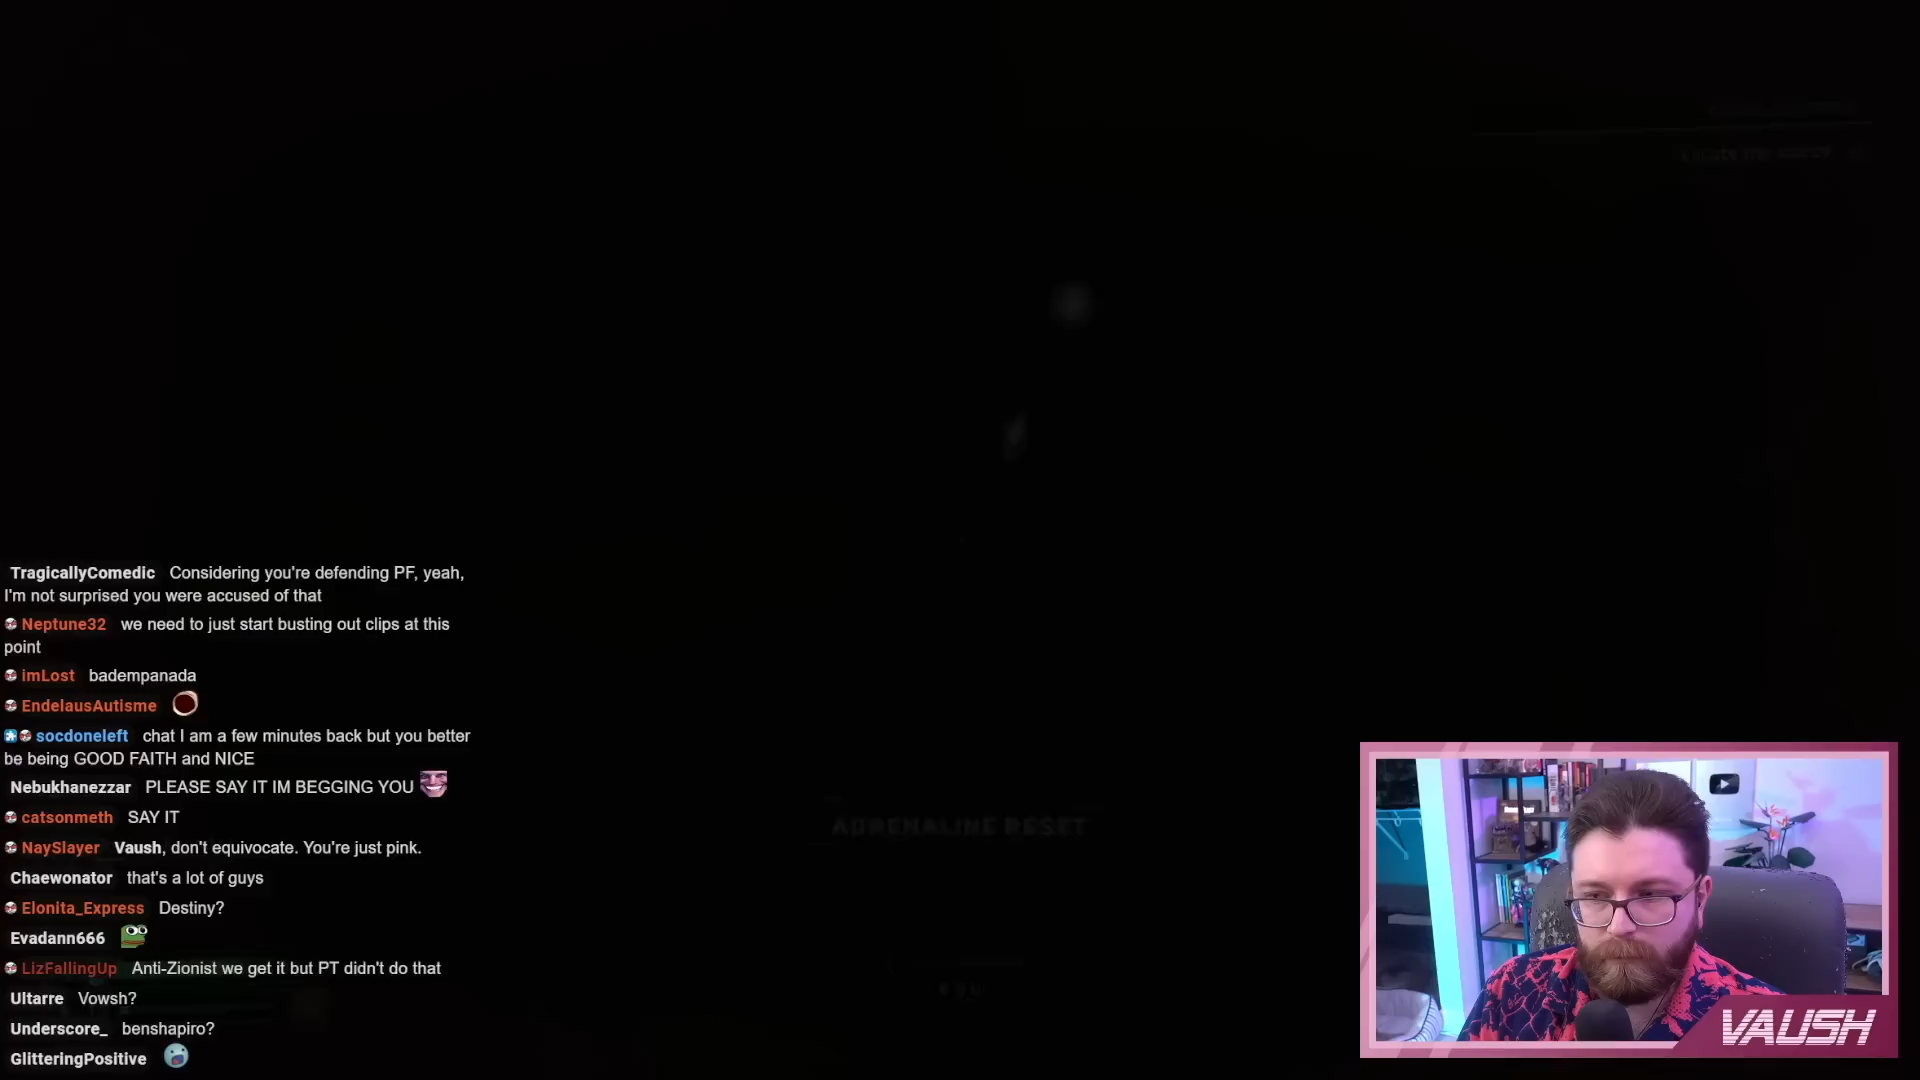 TragicallyComedic Considering you're defending PF, yeah,
I'm not surprised you were accused of that
Neptune32 we need to just start busting out clips at this
point
imLost badempanada
EndelausAutisme
socdoneleft chat I am a few minutes back but you better
be being GOOD FAITH and NICE
Nebukhanezzar PLEASE SAY IT IM BEGGING YOU
catsonmeth SAY IT
NaySlayer Vaush, don't equivocate. You're just pink.
Chaewonator that's a lot of guys
Elonita_Express Destiny?
Evadann666
LizFallingUp Anti-Zionist we get it but PT didn't do that
Ultarre Vowsh?
Underscore_ benshapiro?
GlitteringPositive
ADRENALINE RESET
VAUSH